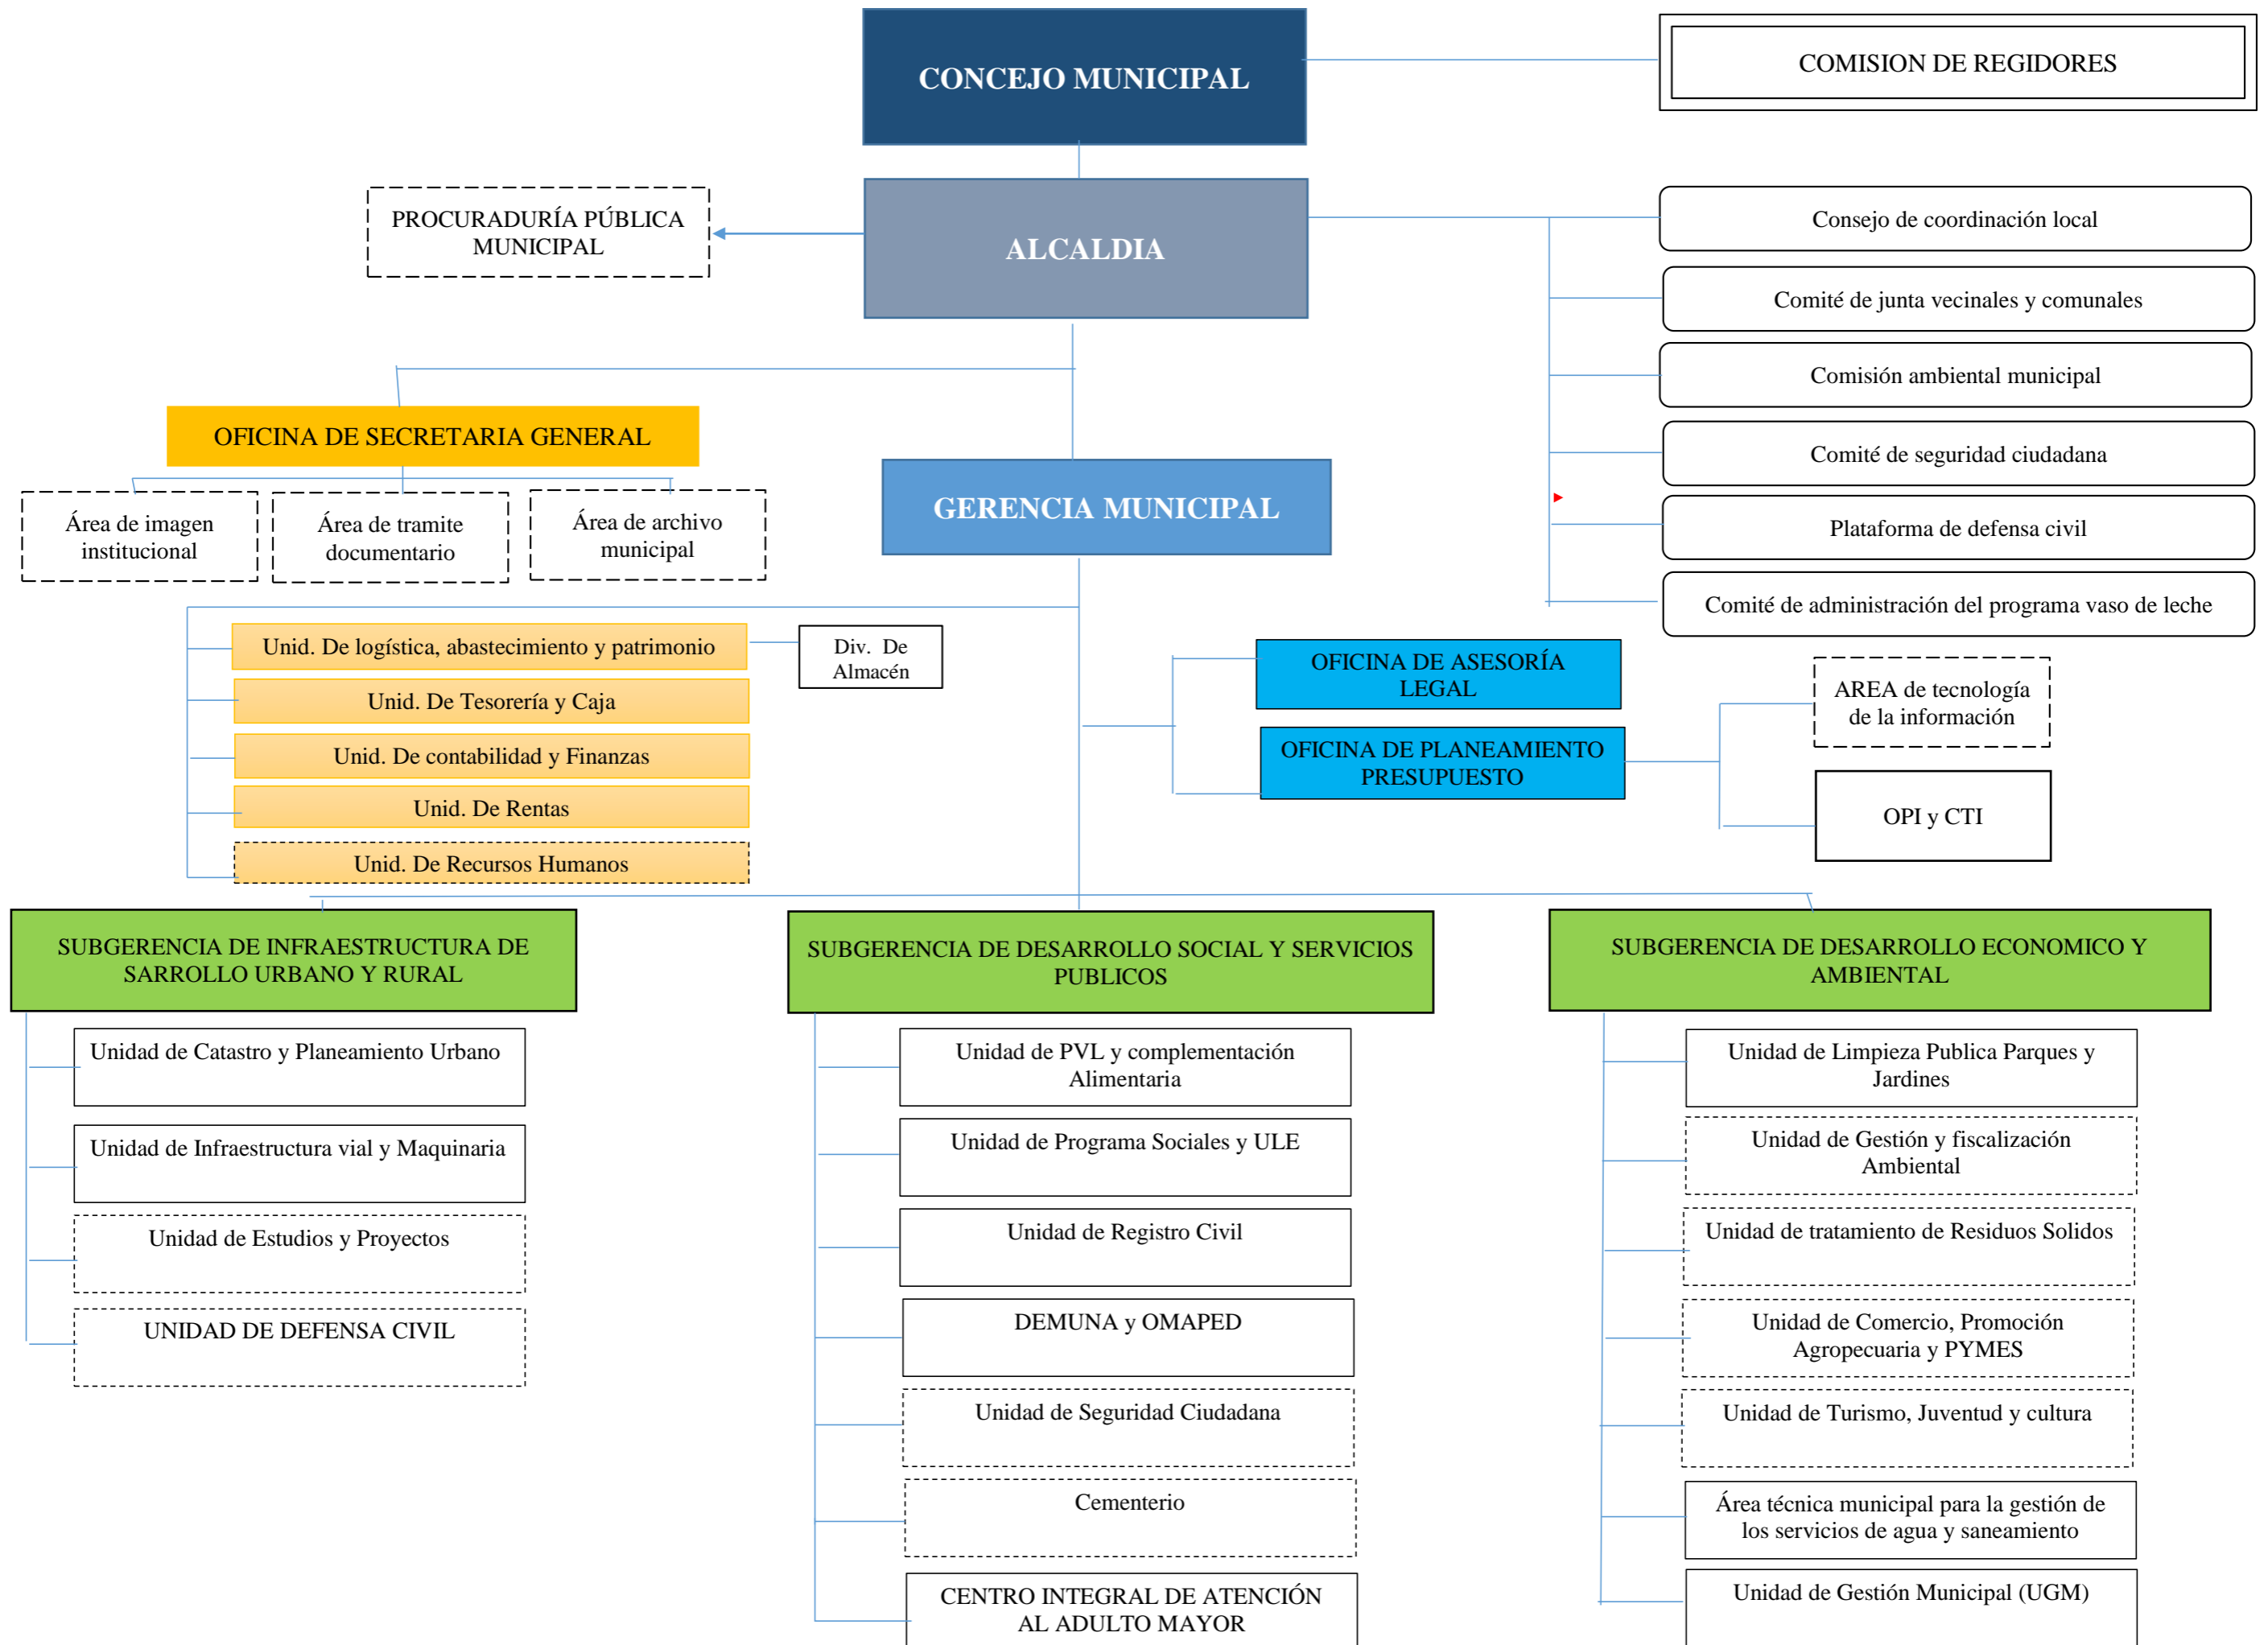 CONCEJO MUNICIPAL
COMISION DE REGIDORES
PROCURADURÍA PÚBLICA
MUNICIPAL
ALCALDIA
Consejo de coordinación local
Comité de junta vecinales y comunales
Comisión ambiental municipal
Comité de seguridad ciudadana
Plataforma de defensa civil
Comité de administración del programa vaso de leche
OFICINA DE SECRETARIA GENERAL
Área de imagen
institucional
Área de tramite
documentario
Área de archivo
municipal
GERENCIA MUNICIPAL
Unid. De logística, abastecimiento y patrimonio
Div. De
Almacén
Unid. De Tesorería y Caja
Unid. De contabilidad y Finanzas
Unid. De Rentas
Unid. De Recursos Humanos
OFICINA DE ASESORÍA
LEGAL
OFICINA DE PLANEAMIENTO
PRESUPUESTO
AREA de tecnología
de la información
OPI y CTI
SUBGERENCIA DE INFRAESTRUCTURA DE
SARROLLO URBANO Y RURAL
Unidad de Catastro y Planeamiento Urbano
Unidad de Infraestructura vial y Maquinaria
Unidad de Estudios y Proyectos
UNIDAD DE DEFENSA CIVIL
SUBGERENCIA DE DESARROLLO SOCIAL Y SERVICIOS
PUBLICOS
Unidad de PVL y complementación
Alimentaria
Unidad de Programa Sociales y ULE
Unidad de Registro Civil
DEMUNA y OMAPED
Unidad de Seguridad Ciudadana
Cementerio
CENTRO INTEGRAL DE ATENCIÓN
AL ADULTO MAYOR
SUBGERENCIA DE DESARROLLO ECONOMICO Y
AMBIENTAL
Unidad de Limpieza Publica Parques y
Jardines
Unidad de Gestión y fiscalización
Ambiental
Unidad de tratamiento de Residuos Solidos
Unidad de Comercio, Promoción
Agropecuaria y PYMES
Unidad de Turismo, Juventud y cultura
Área técnica municipal para la gestión de
los servicios de agua y saneamiento
Unidad de Gestión Municipal (UGM)